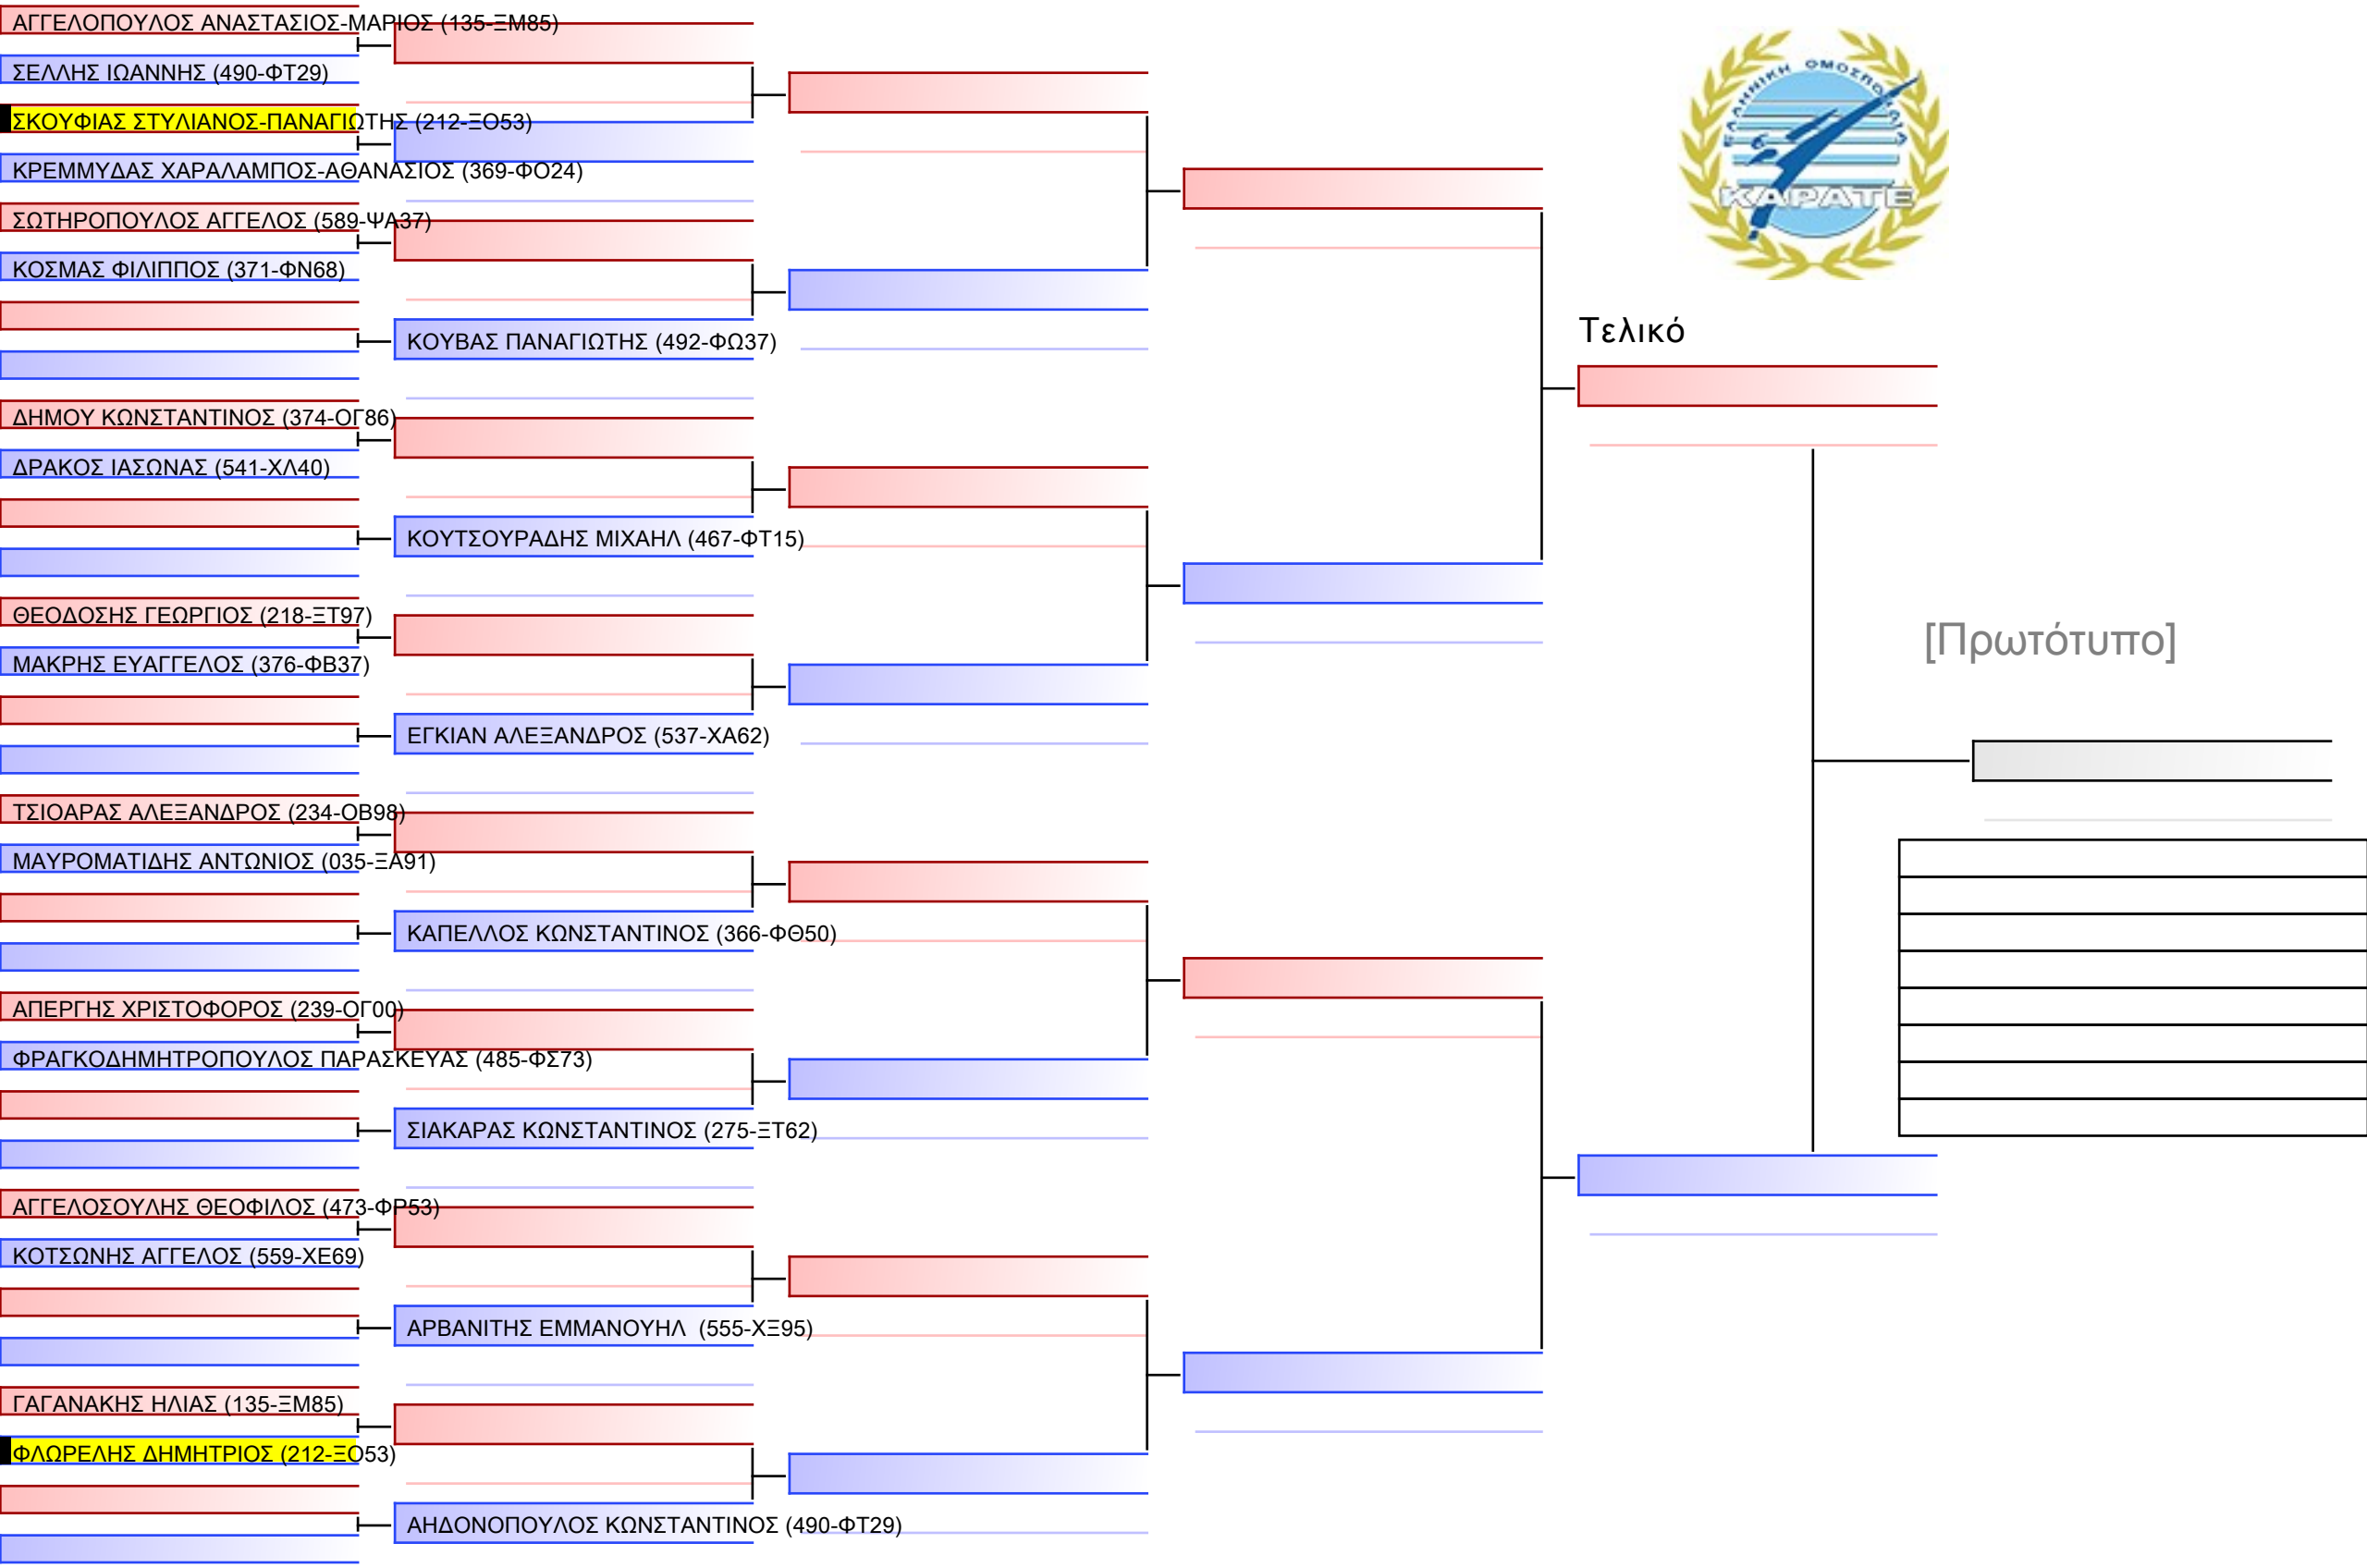 ΑΓΓΕΛΟΠΟΥΛΟΣ ΑΝΑΣΤΑΣΙΟΣ-ΜΑΡΙΟΣ (135-ΞΜ85)
ΣΕΛΛΗΣ ΙΩΑΝΝΗΣ (490-ΦΤ29)
ΣΚΟΥΦΙΑΣ ΣΤΥΛΙΑΝΟΣ-ΠΑΝΑΓΙΩΤΗΣ (212-ΞΟ53)
ΚΡΕΜΜΥΔΑΣ ΧΑΡΑΛΑΜΠΟΣ-ΑΘΑΝΑΣΙΟΣ (369-ΦΟ24)
ΣΩΤΗΡΟΠΟΥΛΟΣ ΑΓΓΕΛΟΣ (589-ΨΑ37)
ΚΟΣΜΑΣ ΦΙΛΙΠΠΟΣ (371-ΦΝ68)
ΚΟΥΒΑΣ ΠΑΝΑΓΙΩΤΗΣ (492-ΦΩ37)
ΔΗΜΟΥ ΚΩΝΣΤΑΝΤΙΝΟΣ (374-ΟΓ86)
ΔΡΑΚΟΣ ΙΑΣΩΝΑΣ (541-ΧΛ40)
ΚΟΥΤΣΟΥΡΑΔΗΣ ΜΙΧΑΗΛ (467-ΦΤ15)
ΘΕΟΔΟΣΗΣ ΓΕΩΡΓΙΟΣ (218-ΞΤ97)
ΜΑΚΡΗΣ ΕΥΑΓΓΕΛΟΣ (376-ΦΒ37)
ΕΓΚΙΑΝ ΑΛΕΞΑΝΔΡΟΣ (537-ΧΑ62)
ΤΣΙΟΑΡΑΣ ΑΛΕΞΑΝΔΡΟΣ (234-ΟΒ98)
ΜΑΥΡΟΜΑΤΙΔΗΣ ΑΝΤΩΝΙΟΣ (035-ΞΑ91)
ΚΑΠΕΛΛΟΣ ΚΩΝΣΤΑΝΤΙΝΟΣ (366-ΦΘ50)
ΑΠΕΡΓΗΣ ΧΡΙΣΤΟΦΟΡΟΣ (239-ΟΓ00)
ΦΡΑΓΚΟΔΗΜΗΤΡΟΠΟΥΛΟΣ ΠΑΡΑΣΚΕΥΑΣ (485-ΦΣ73)
ΣΙΑΚΑΡΑΣ ΚΩΝΣΤΑΝΤΙΝΟΣ (275-ΞΤ62)
ΑΓΓΕΛΟΣΟΥΛΗΣ ΘΕΟΦΙΛΟΣ (473-ΦΡ53)
ΚΟΤΣΩΝΗΣ ΑΓΓΕΛΟΣ (559-ΧΕ69)
ΑΡΒΑΝΙΤΗΣ ΕΜΜΑΝΟΥΗΛ (555-ΧΞ95)
ΓΑΓΑΝΑΚΗΣ ΗΛΙΑΣ (135-ΞΜ85)
ΦΛΩΡΕΛΗΣ ΔΗΜΗΤΡΙΟΣ (212-ΞΟ53)
ΑΗΔΟΝΟΠΟΥΛΟΣ ΚΩΝΣΤΑΝΤΙΝΟΣ (490-ΦΤ29)
ΕΛΛΗΝΙΚΗ ΟΜΟΣΠΟΝΔΙΑ
ΚΑΡΑΤΕ
Τελικό
[Πρωτότυπο]